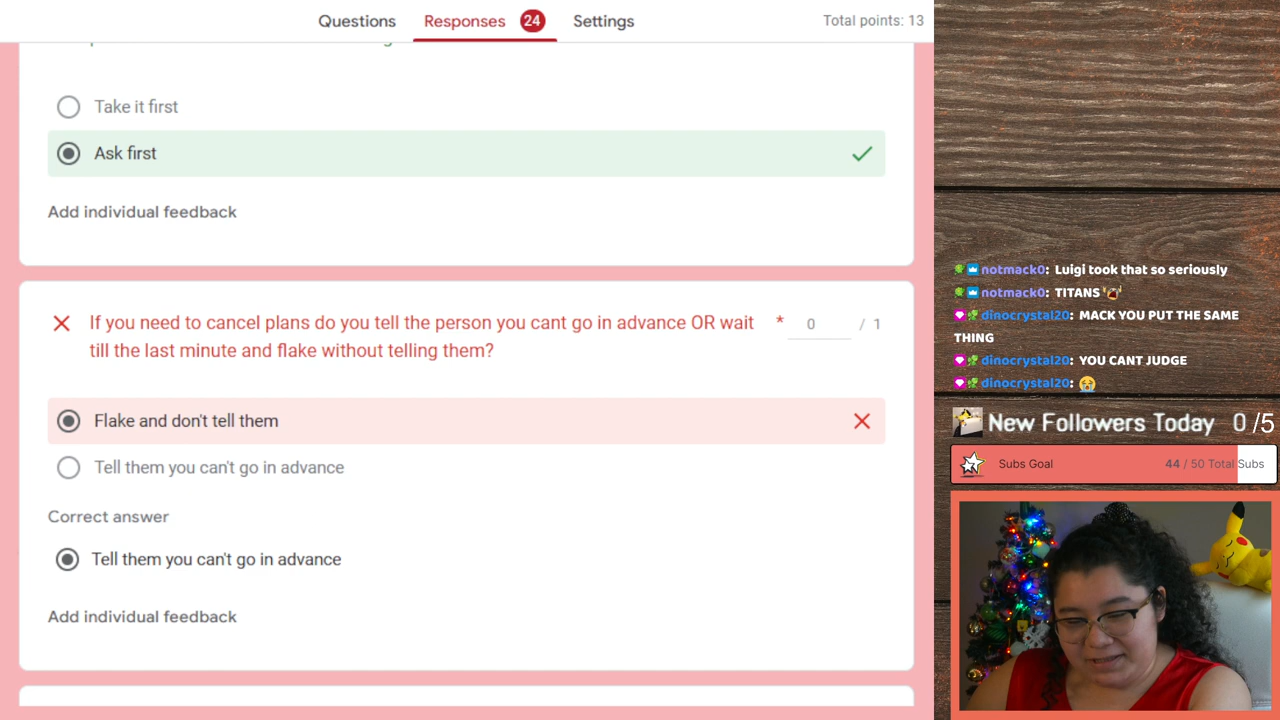 Questions
Responses
24
Settings
Total points: 13
Take it first
Ask first
Add individual feedback
If you need to cancel plans do you tell the person you cant go in advance OR wait
till the last minute and flake without telling them?
*
0
/ 1
Flake and don't tell them
Tell them you can't go in advance
Correct answer
Tell them you can't go in advance
Add individual feedback
notmack0: Luigi took that so seriously
notmack0: TITANS
dinocrystal20: MACK YOU PUT THE SAME
THING
dinocrystal20: YOU CANT JUDGE
dinocrystal20:
New Followers Today 0 /5
Subs Goal
44 / 50 Total Subs